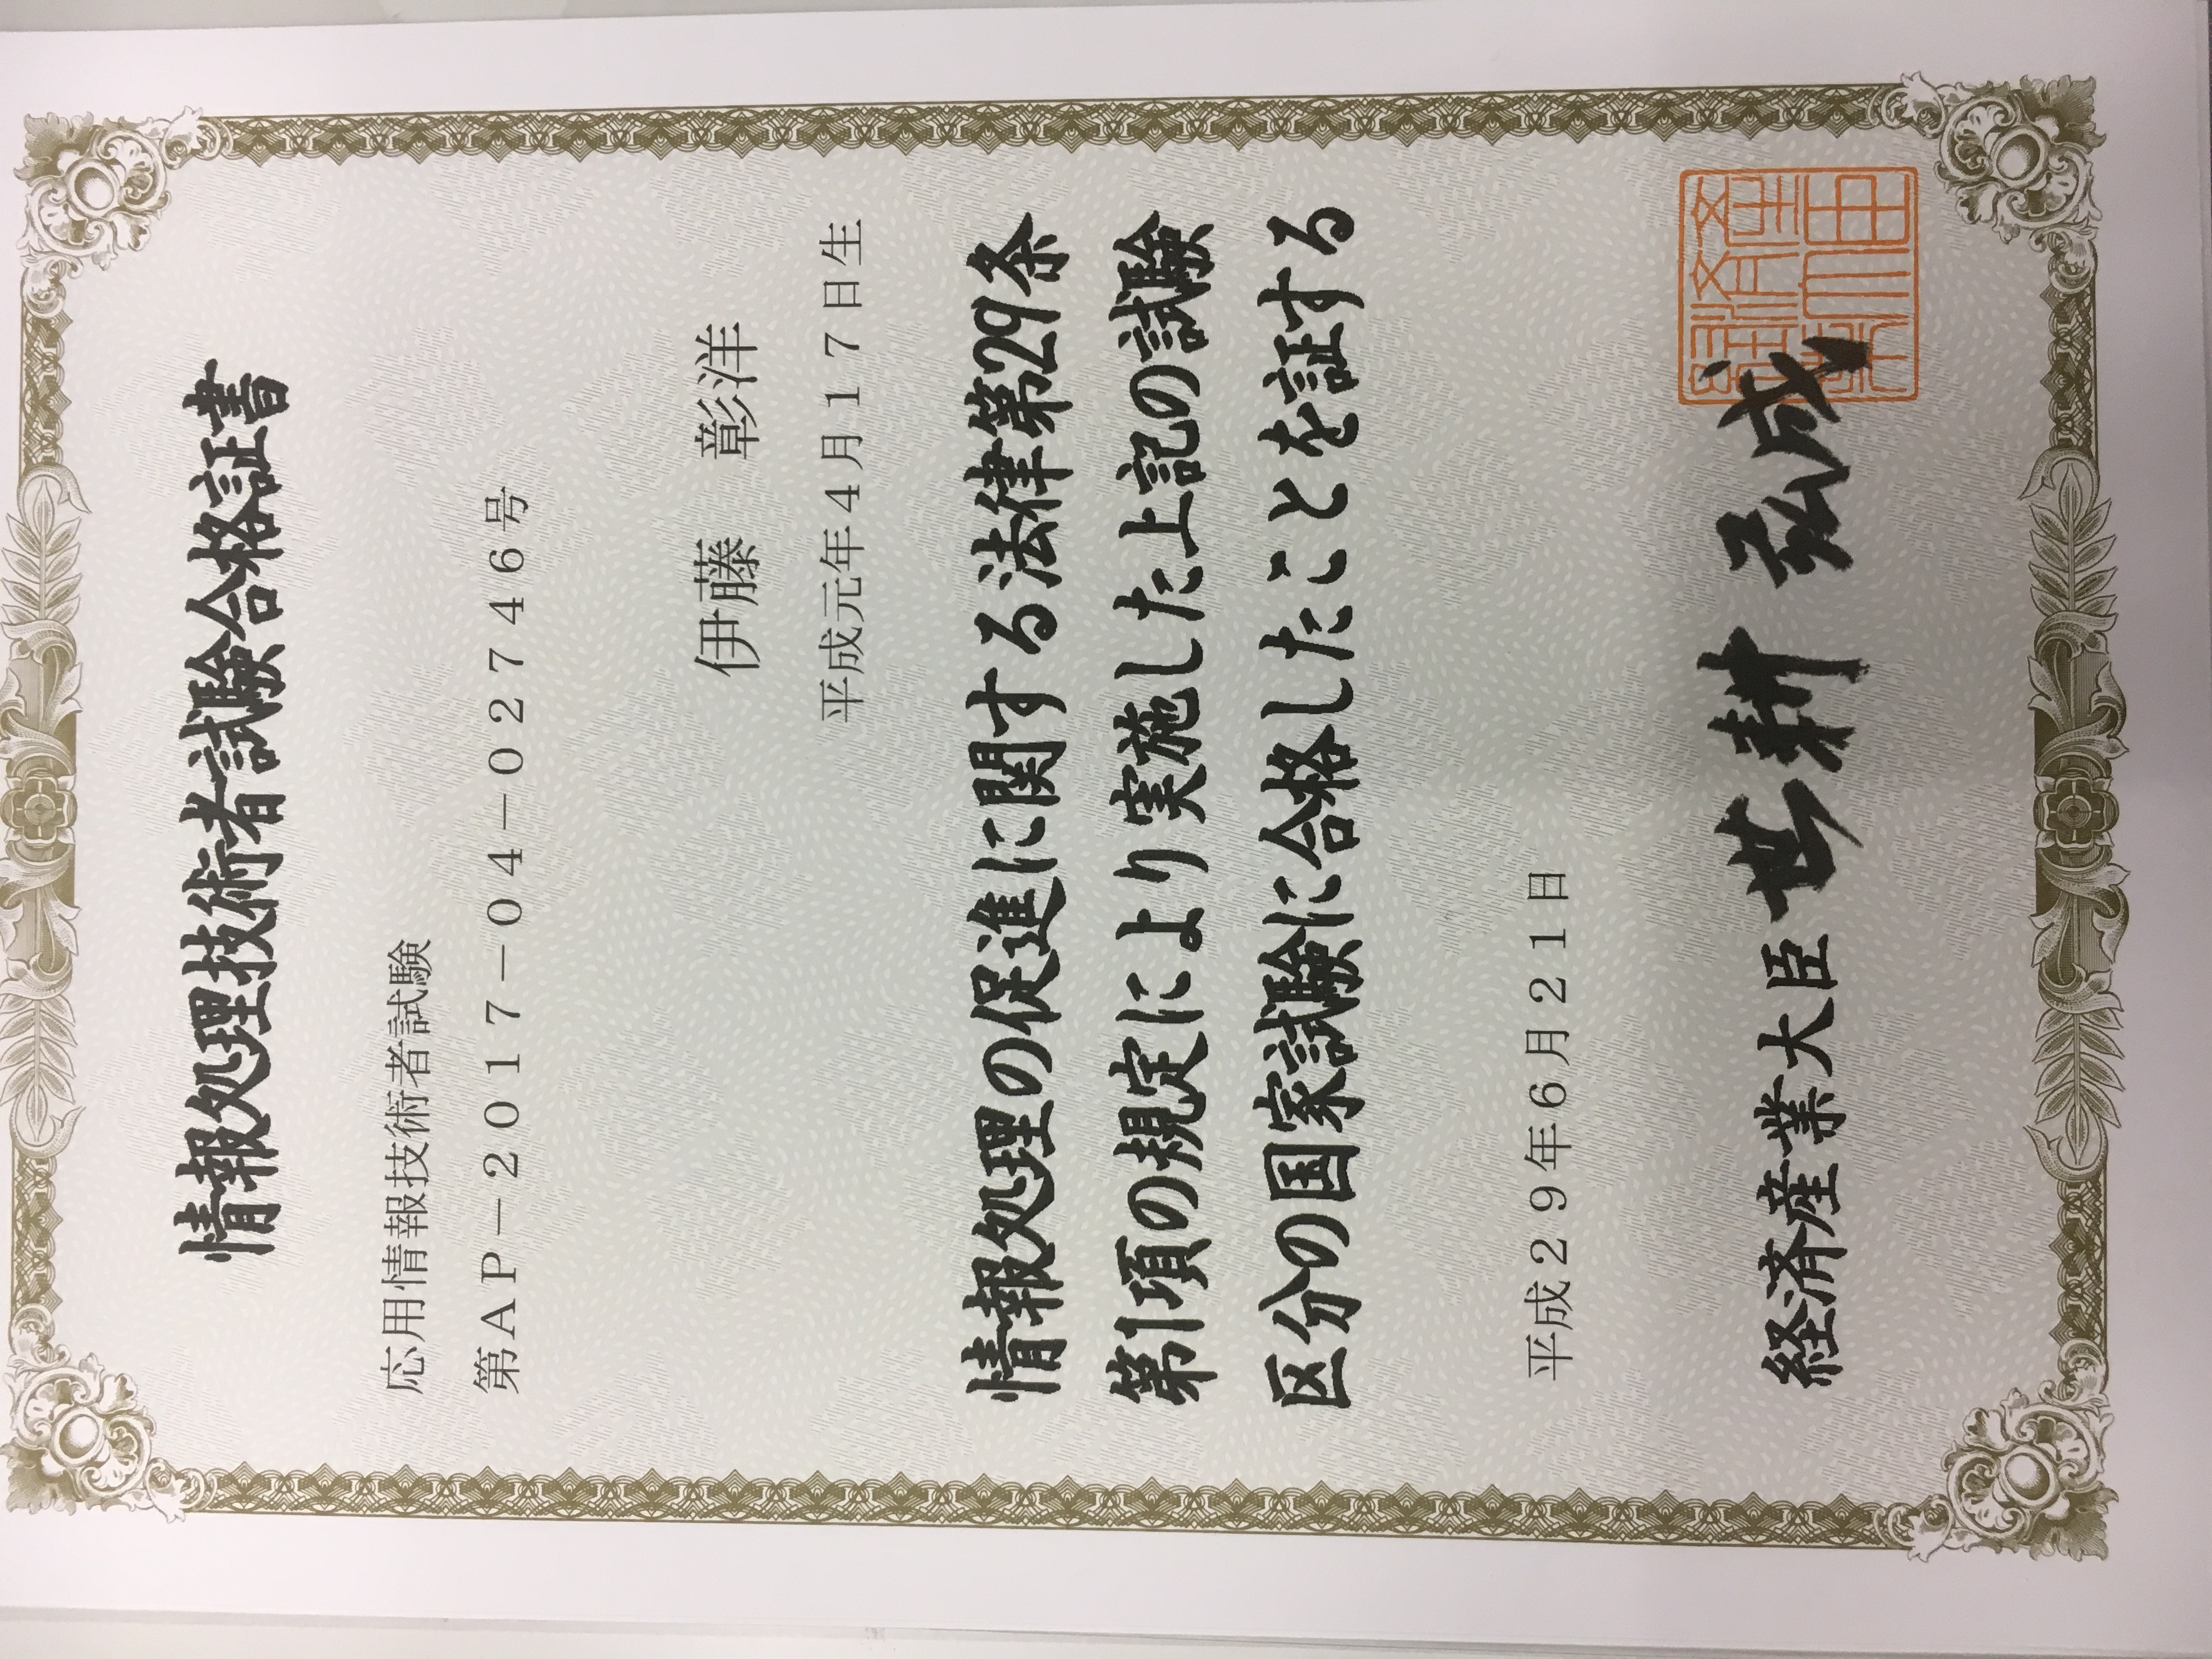 情報処理技術者試験合格証書
応用情報技術者試験
第ＡＰ－２０１７－０４－０２７４６号
伊藤　彰洋
平成元年４月１７日生
情報処理の促進に関する法律第29条
第1項の規定により実施した上記の試験
区分の国家試験に合格したことを証する
平成２９年６月２１日
経済産業大臣 世耕 弘成
経済産業大臣